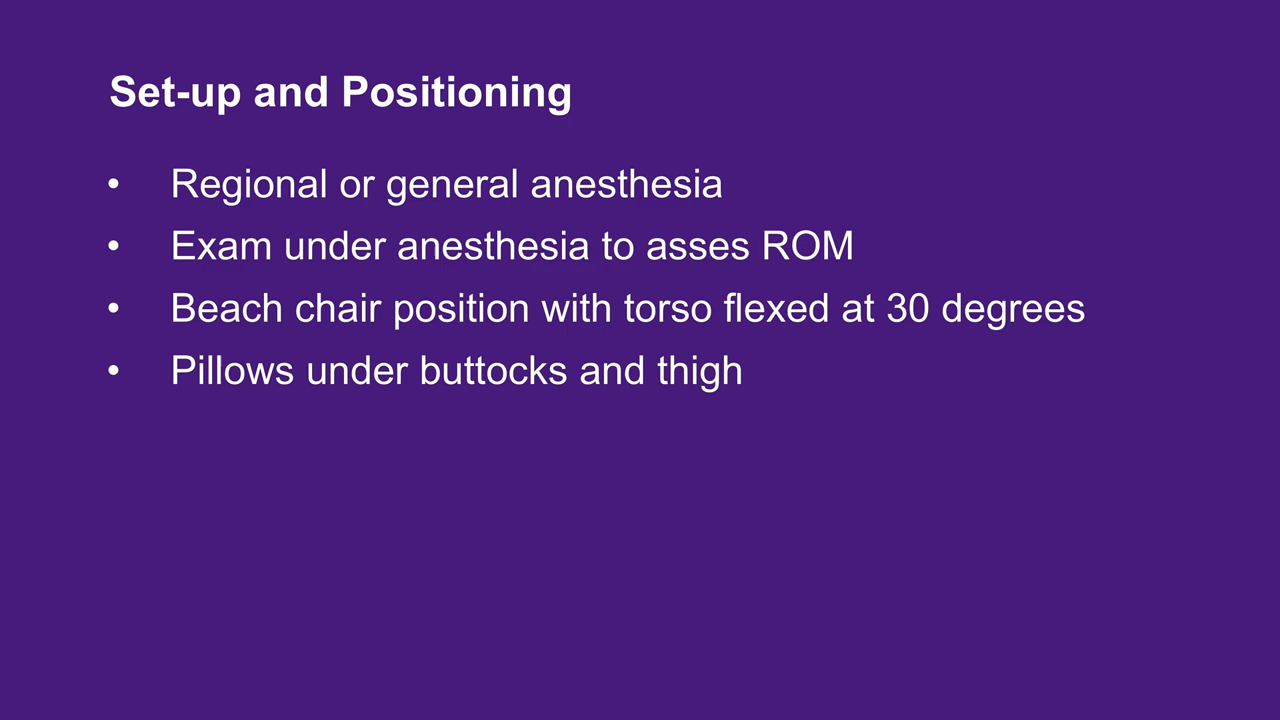 Set-up and Positioning
• Regional or general anesthesia
• Exam under anesthesia to asses ROM
• Beach chair position with torso flexed at 30 degrees
• Pillows under buttocks and thigh